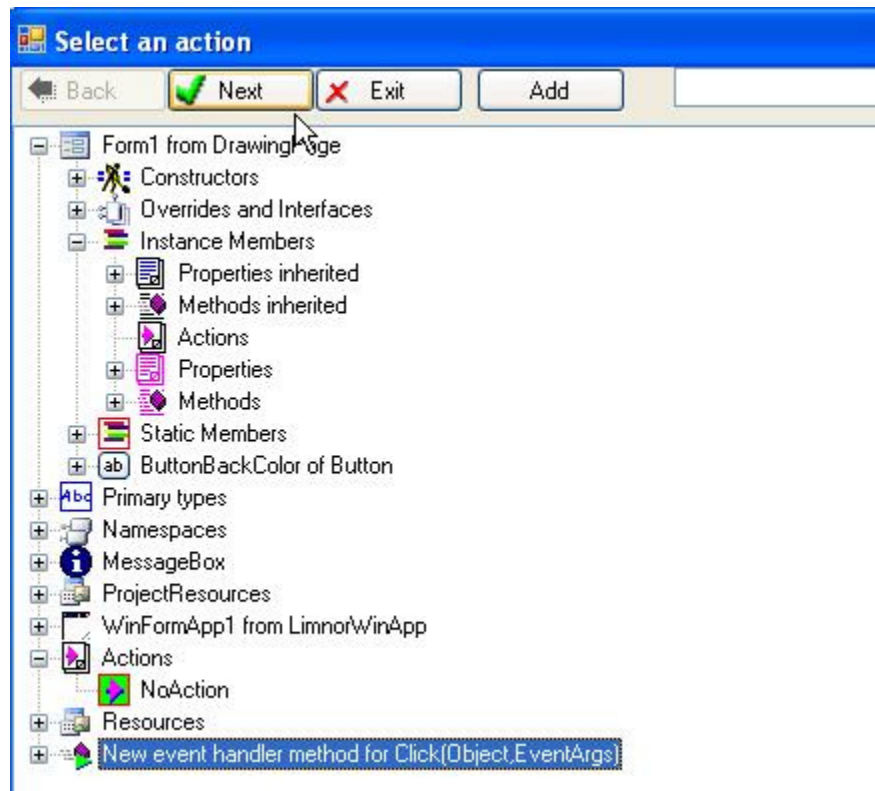 Select an action
Back Next Exit Add
Form1 from DrawingPage
Constructors
Overrides and Interfaces
Instance Members
Properties inherited
Methods inherited
Actions
Properties
Methods
Static Members
ab ButtonBackColor of Button
Abc Primary types
Namespaces
MessageBox
ProjectResources
WinFormApp1 from LimnorWinApp
Actions
NoAction
Resources
New event handler method for Click(Object,EventArgs)